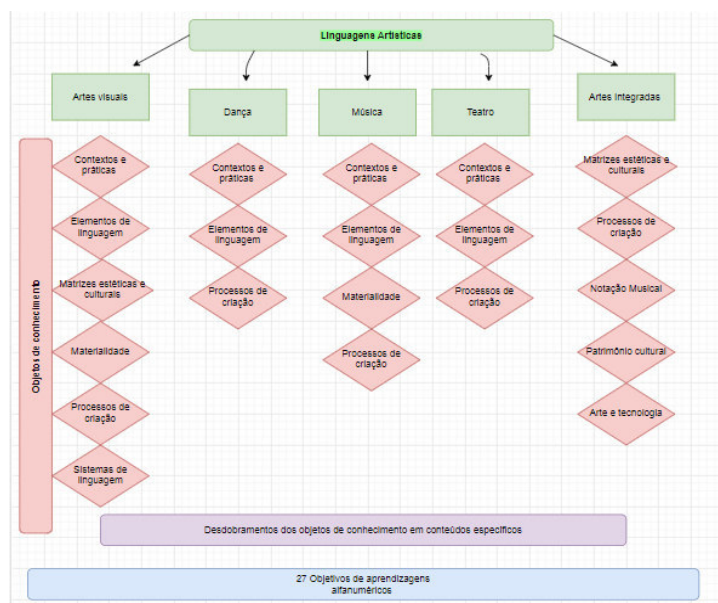 Linguagens Artísticas
Artes visuais
Dança
Música
Teatro
Artes Integradas
Objetos de conhecimento
Contextos e
práticas
Elementos de
linguagem
Matrizes estéticas e
culturais
Materialidade
Processos de
criação
Sistemas de
linguagem
Contextos e
práticas
Elementos de
linguagem
Processos de
criação
Contextos e
práticas
Elementos de
linguagem
Materialidade
Processos de
criação
Contextos e
práticas
Elementos de
linguagem
Processos de
criação
Matrizes estéticas e
culturais
Processos de
criação
Notação Musical
Patrimônio cultural
Arte e tecnologia
Desdobramentos dos objetos de conhecimento em conteúdos específicos
27 Objetivos de aprendizagens
alfanuméricos